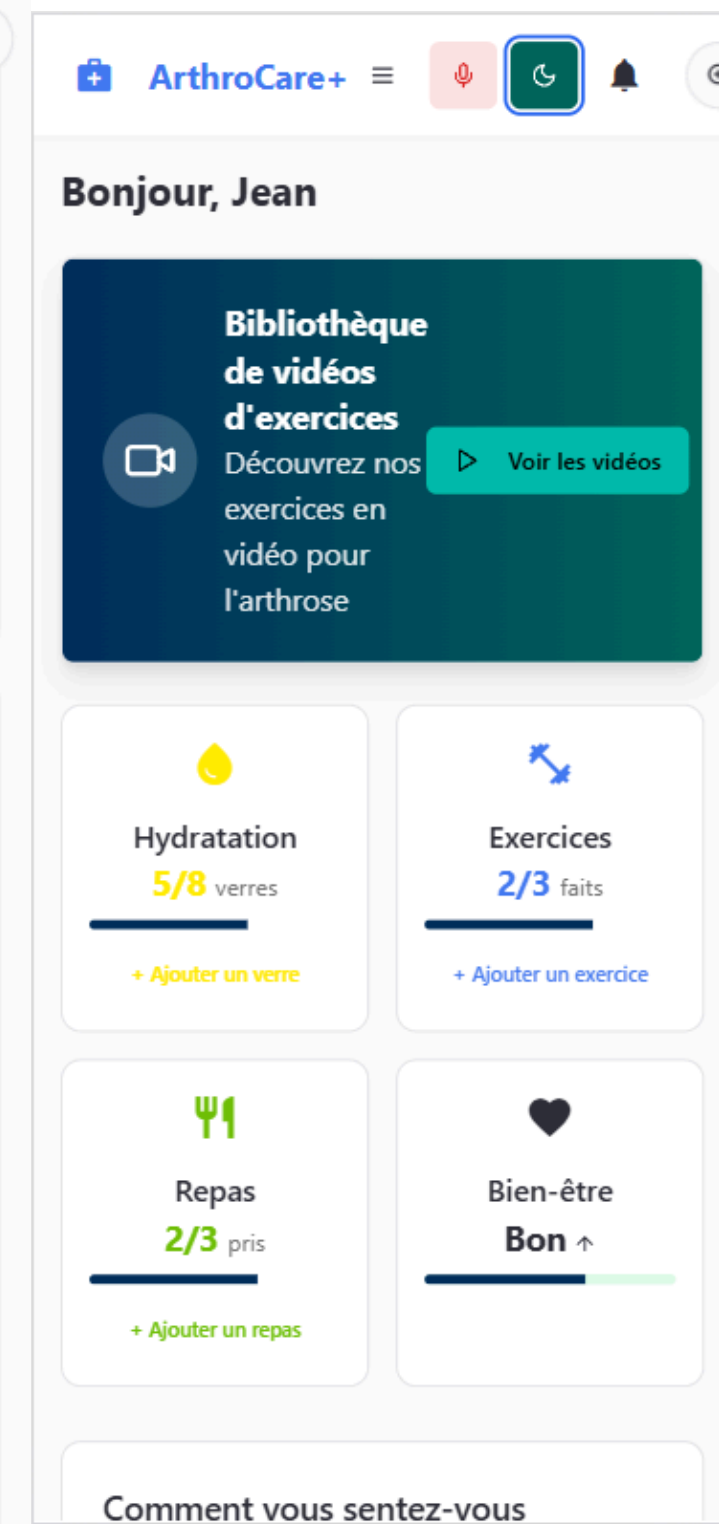 ArthroCare+
Bonjour, Jean
Bibliothèque
de vidéos
d'exercices
Découvrez nos
exercices en
vidéo pour
l'arthrose
Voir les vidéos
Hydratation
5/8 verres
+ Ajouter un verre
Exercices
2/3 faits
+ Ajouter un exercice
Repas
2/3 pris
+ Ajouter un repas
Bien-être
Bon ↑
Comment vous sentez-vous